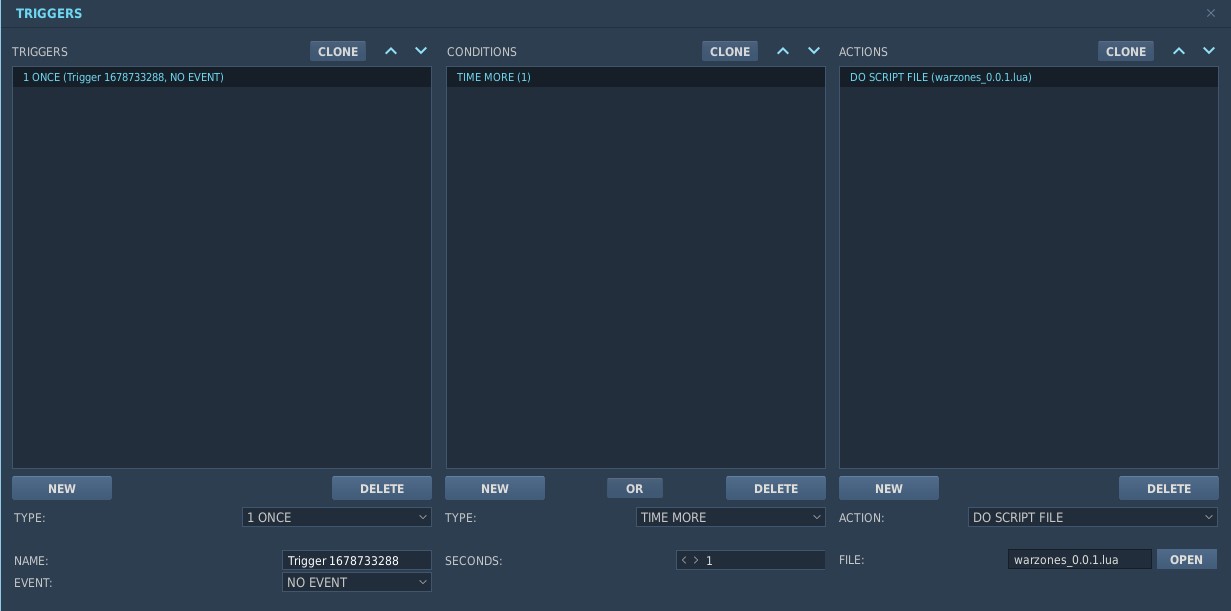 TRIGGERS
TRIGGERS CLONE CONDITIONS CLONE ACTIONS CLONE
1 ONCE (Trigger 1678733288, NO EVENT) TIME MORE (1) DO SCRIPT FILE (warzones_0.0.1.lua)
NEW DELETE NEW OR DELETE NEW DELETE
TYPE: 1 ONCE TYPE: TIME MORE ACTION: DO SCRIPT FILE
NAME: Trigger 1678733288 SECONDS: 1 FILE: warzones_0.0.1.lua OPEN
EVENT: NO EVENT